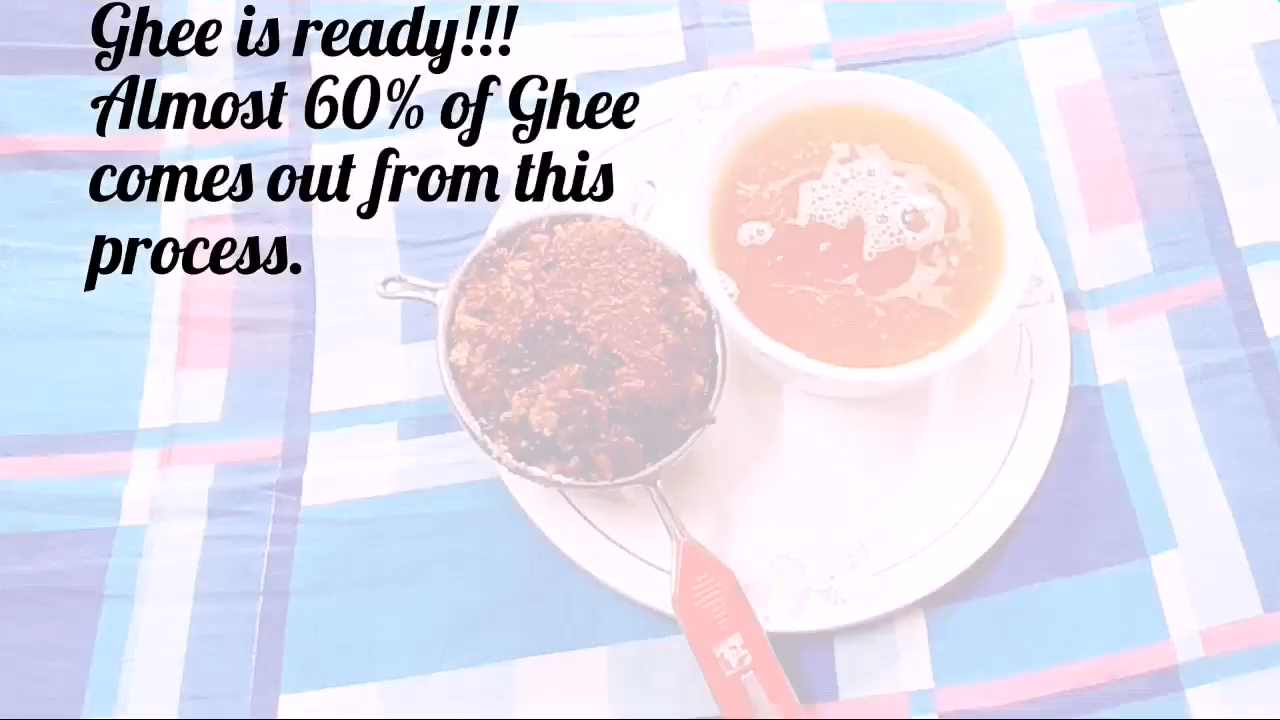 Ghee is ready!!!
Almost 60% of Ghee
comes out from this
process.